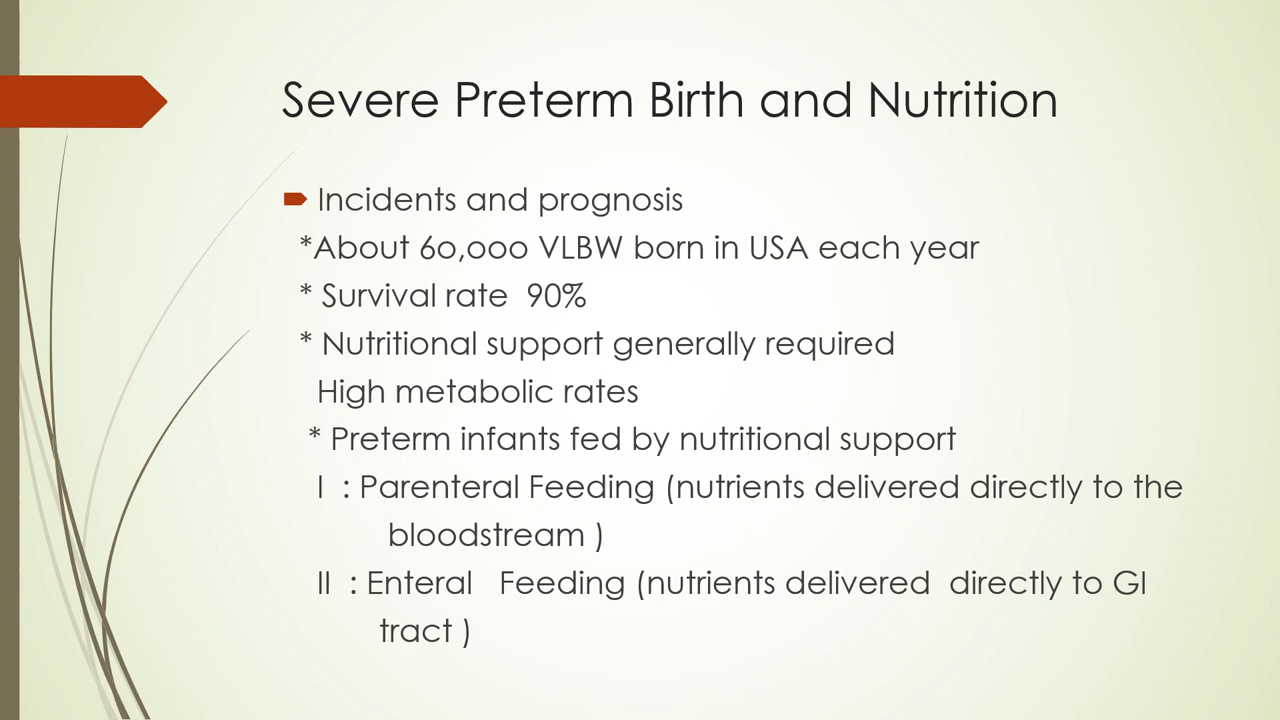 Severe Preterm Birth and Nutrition
Incidents and prognosis
*About 6o,ooo VLBW born in USA each year
* Survival rate 90%
* Nutritional support generally required
High metabolic rates
* Preterm infants fed by nutritional support
I : Parenteral Feeding (nutrients delivered directly to the
bloodstream )
II : Enteral Feeding (nutrients delivered directly to GI
tract )